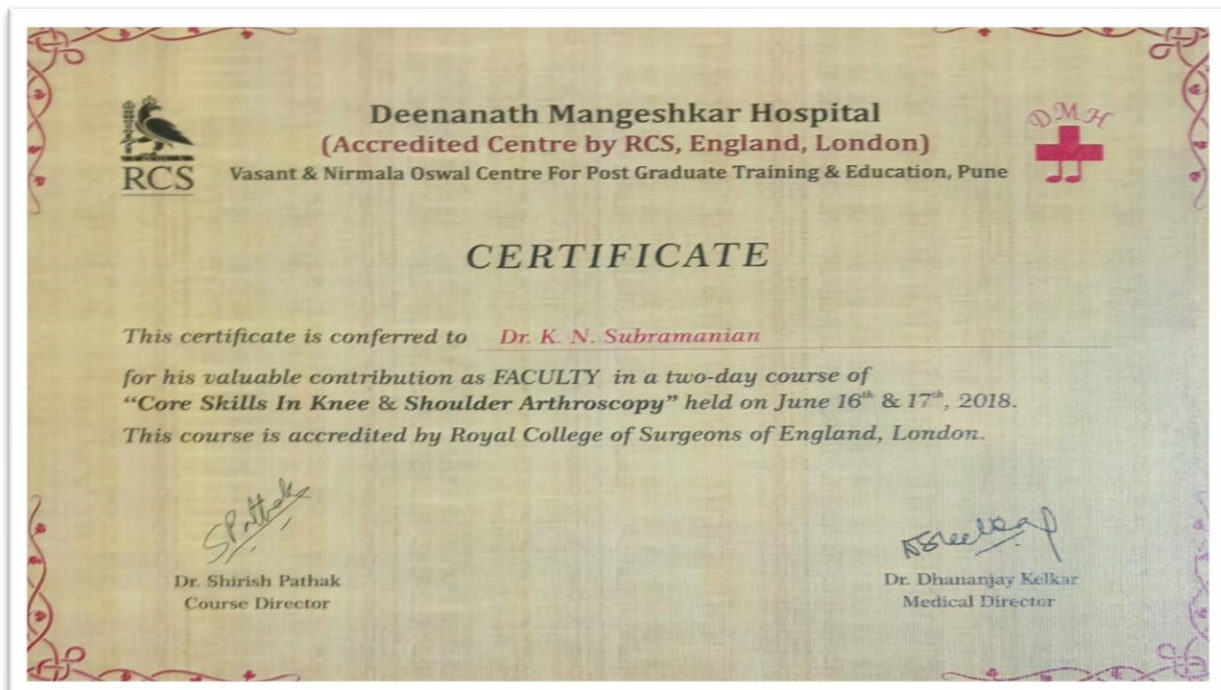 Deenanath Mangeshkar Hospital
(Accredited Centre by RCS, England, London)
Vasant & Nirmala Oswal Centre For Post Graduate Training & Education, Pune
RCS
DMH
CERTIFICATE
This certificate is conferred to Dr. K. N. Subramanian
for his valuable contribution as FACULTY in a two-day course of
“Core Skills In Knee & Shoulder Arthroscopy” held on June 16th & 17th, 2018.
This course is accredited by Royal College of Surgeons of England, London.
SPathak
Dr. Shirish Pathak
Course Director
Dr. Dhananjay Kelkar
Medical Director